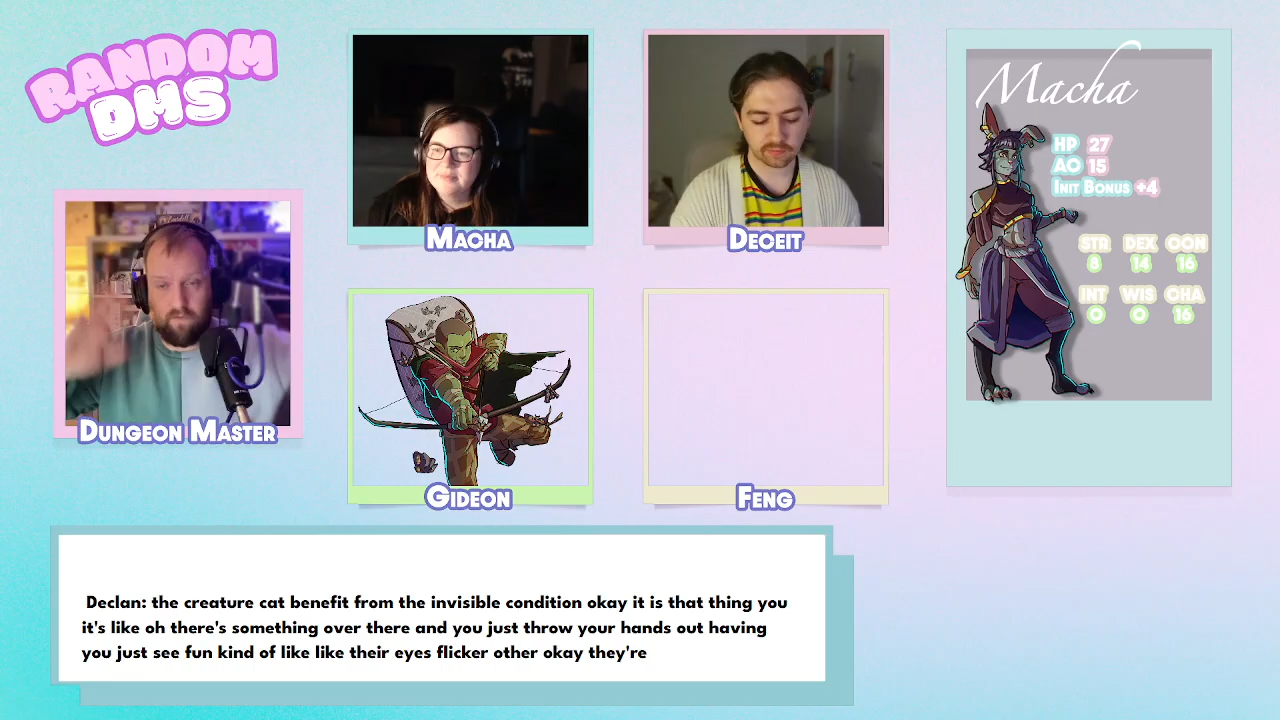 RANDOM
DMS
Macha
Deceit
Dungeon Master
Gideon
Feng
Macha
HP 27
AC 15
Init Bonus +4
STR DEX CON
8 14 16
INT WIS CHA
0 0 16
Declan: the creature cat benefit from the invisible condition okay it is that thing you
it's like oh there's something over there and you just throw your hands out having
you just see fun kind of like like their eyes flicker other okay they're